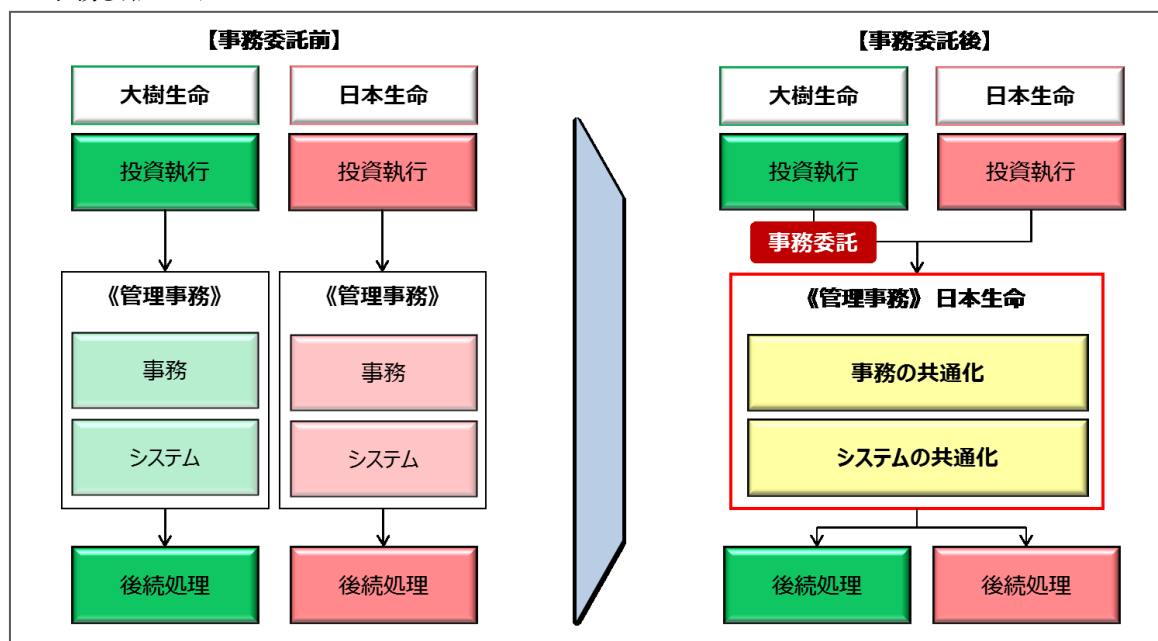 【事務委託前】
大樹生命
日本生命
投資執行
投資執行
《管理事務》
《管理事務》
事務
事務
システム
システム
後続処理
後続処理
【事務委託後】
大樹生命
日本生命
投資執行
投資執行
事務委託
《管理事務》 日本生命
事務の共通化
システムの共通化
後続処理
後続処理